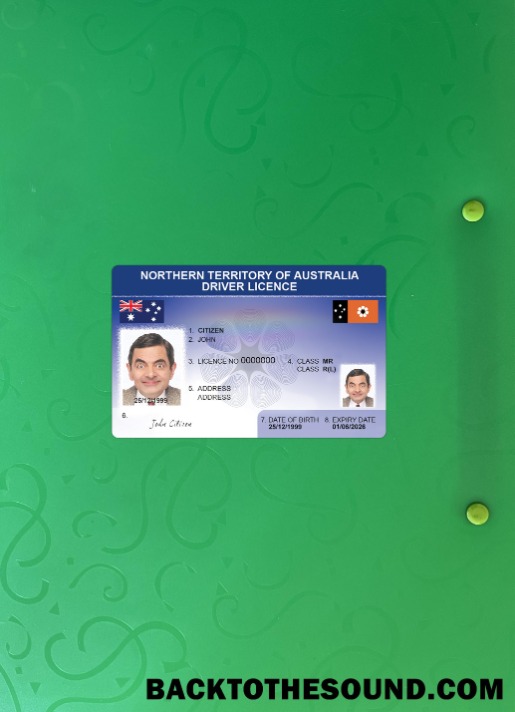 NORTHERN TERRITORY OF AUSTRALIA
DRIVER LICENCE
1. CITIZEN
2. JOHN
3. LICENCE NO 0000000 4. CLASS MR
CLASS R(L)
5. ADDRESS
ADDRESS
25/12/1999
6.
John Citizen
7. DATE OF BIRTH 8. EXPIRY DATE
25/12/1999 01/06/2026
BACKTOTHESOUND.COM